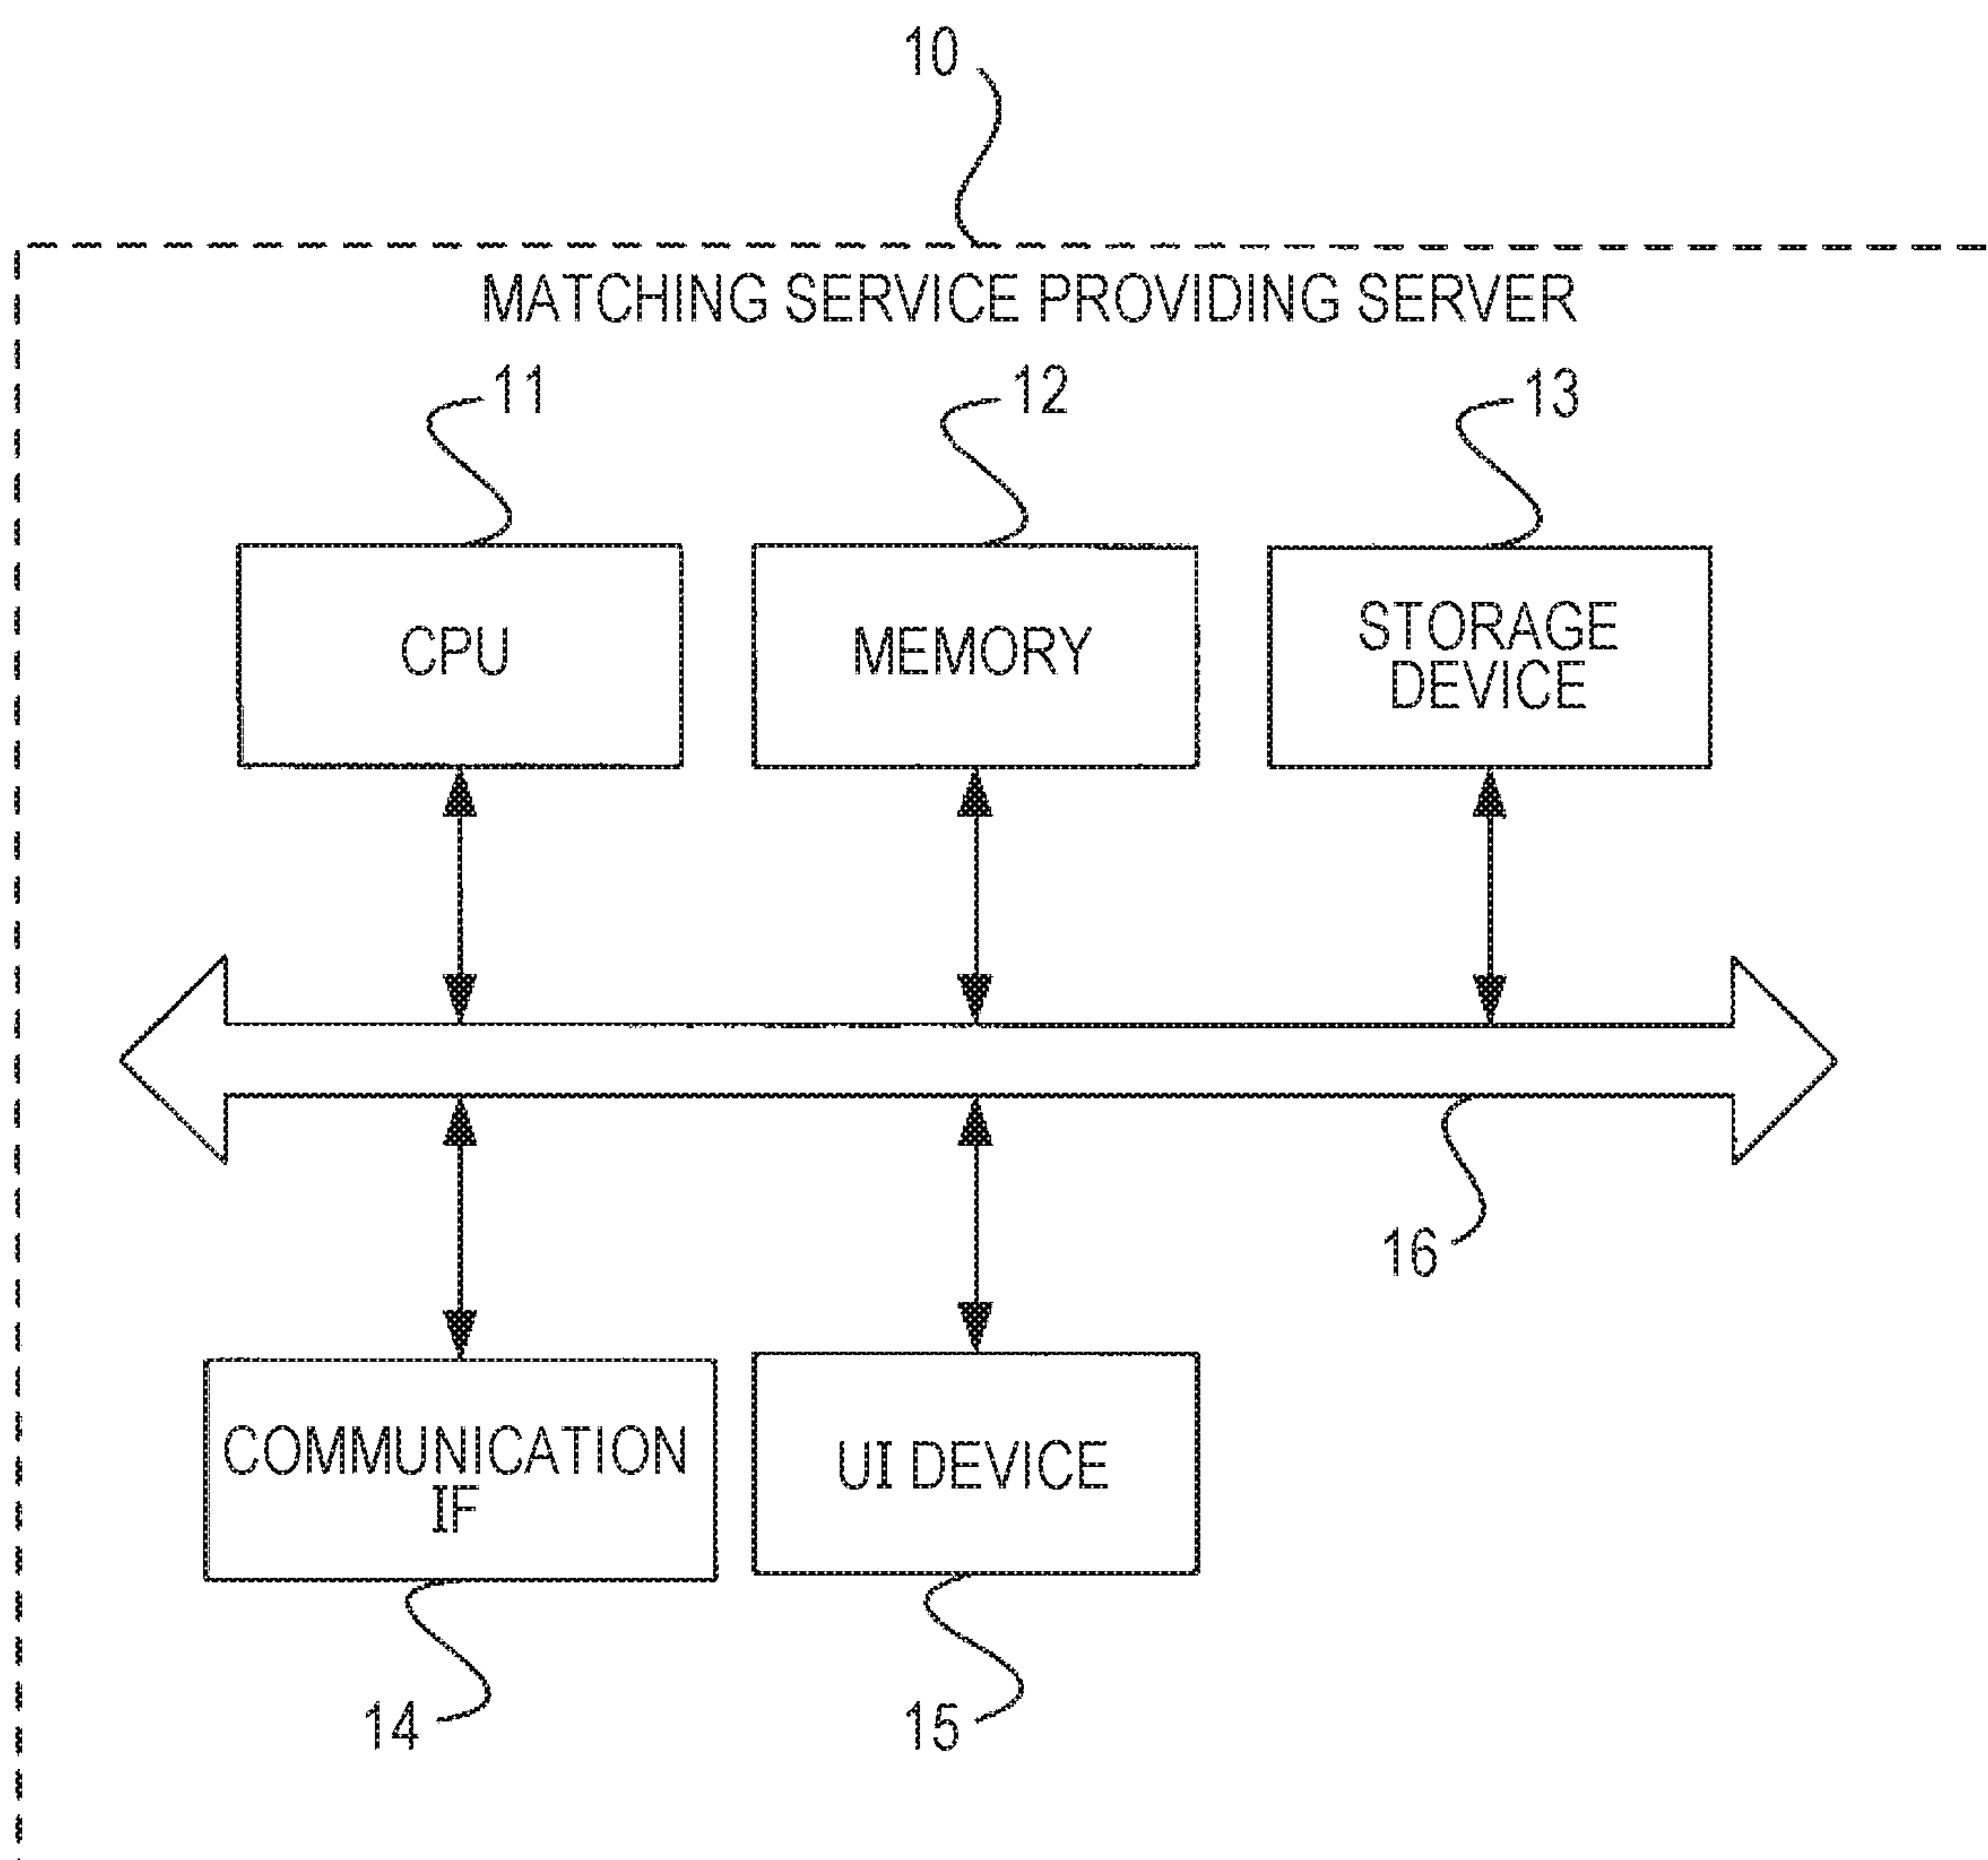 10
MATCHING SERVICE PROVIDING SERVER
11
12
13
CPU
MEMORY
STORAGE
DEVICE
16
COMMUNICATION
IF
UI DEVICE
14
15